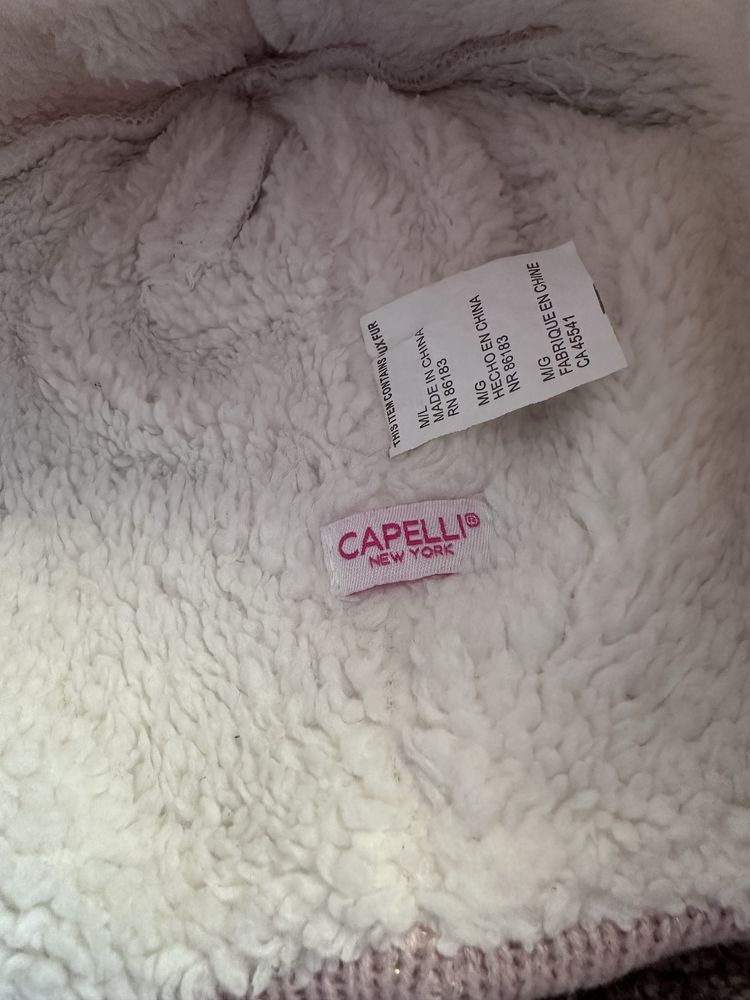 THIS ITEM CONTAINS LUX FUR
M/L
MADE IN CHINA
RN 86183
M/G
HECHO EN CHINA
NR 86183
M/G
FABRIQUE EN CHINE
CA 45541
CAPELLI®
NEW YORK